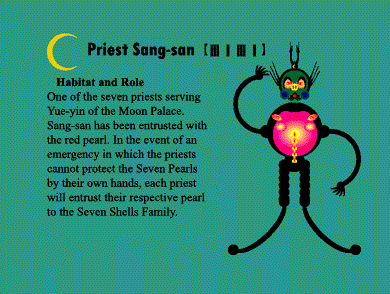 Priest Sang-san
Habitat and Role
One of the seven priests serving
Yue-yin of the Moon Palace.
Sang-san has been entrusted with
the red pearl. In the event of an
emergency in which the priests
cannot protect the Seven Pearls
by their own hands, each priest
will entrust their respective pearl
to the Seven Shells Family.